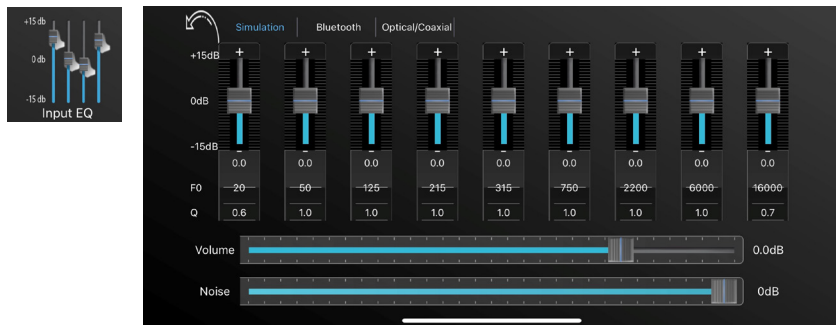 +15 db
0 db
-15 db
Input EQ
Simulation Bluetooth Optical/Coaxial
+15dB + + + + + + + + +
0dB
-15dB - - - - - - - - -
0.0 0.0 0.0 0.0 0.0 0.0 0.0 0.0 0.0
F0 20 50 125 215 315 750 2200 6000 16000
Q 0.6 1.0 1.0 1.0 1.0 1.0 1.0 1.0 0.7
Volume 0.0dB
Noise 0dB